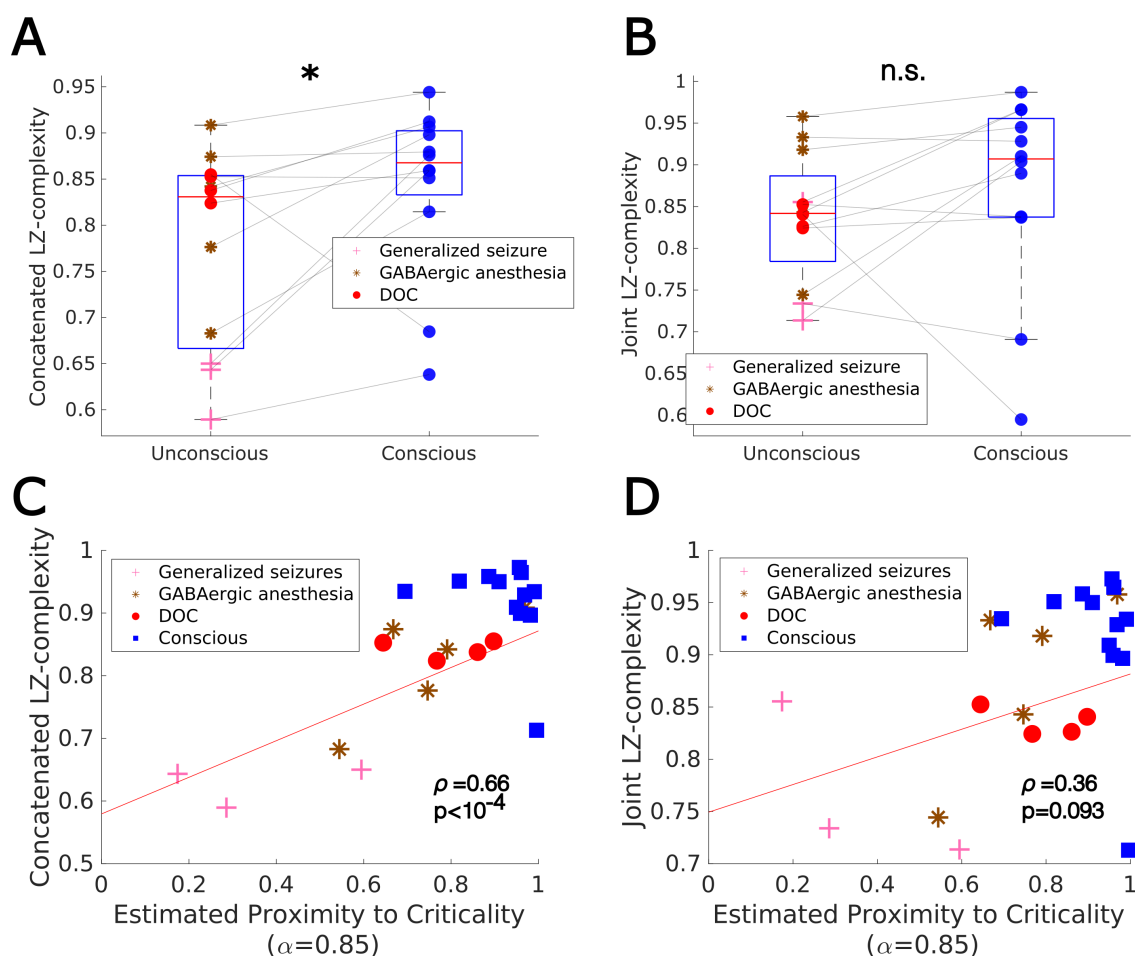 A
*
Concatenated LZ-complexity
0.95
0.9
0.85
0.8
0.75
0.7
0.65
0.6
Generalized seizure
GABAergic anesthesia
DOC
Unconscious
Conscious
B
n.s.
Joint LZ-complexity
1
0.95
0.9
0.85
0.8
0.75
0.7
0.65
0.6
Generalized seizure
GABAergic anesthesia
DOC
Unconscious
Conscious
C
Concatenated LZ-complexity
1
0.9
0.8
0.7
0.6
0.5
Generalized seizures
GABAergic anesthesia
DOC
Conscious
ρ =0.66
p<10⁻⁴
0 0.2 0.4 0.6 0.8 1
Estimated Proximity to Criticality
(α=0.85)
D
Joint LZ-complexity
1
0.95
0.9
0.85
0.8
0.75
0.7
Generalized seizures
GABAergic anesthesia
DOC
Conscious
ρ =0.36
p=0.093
0 0.2 0.4 0.6 0.8 1
Estimated Proximity to Criticality
(α=0.85)